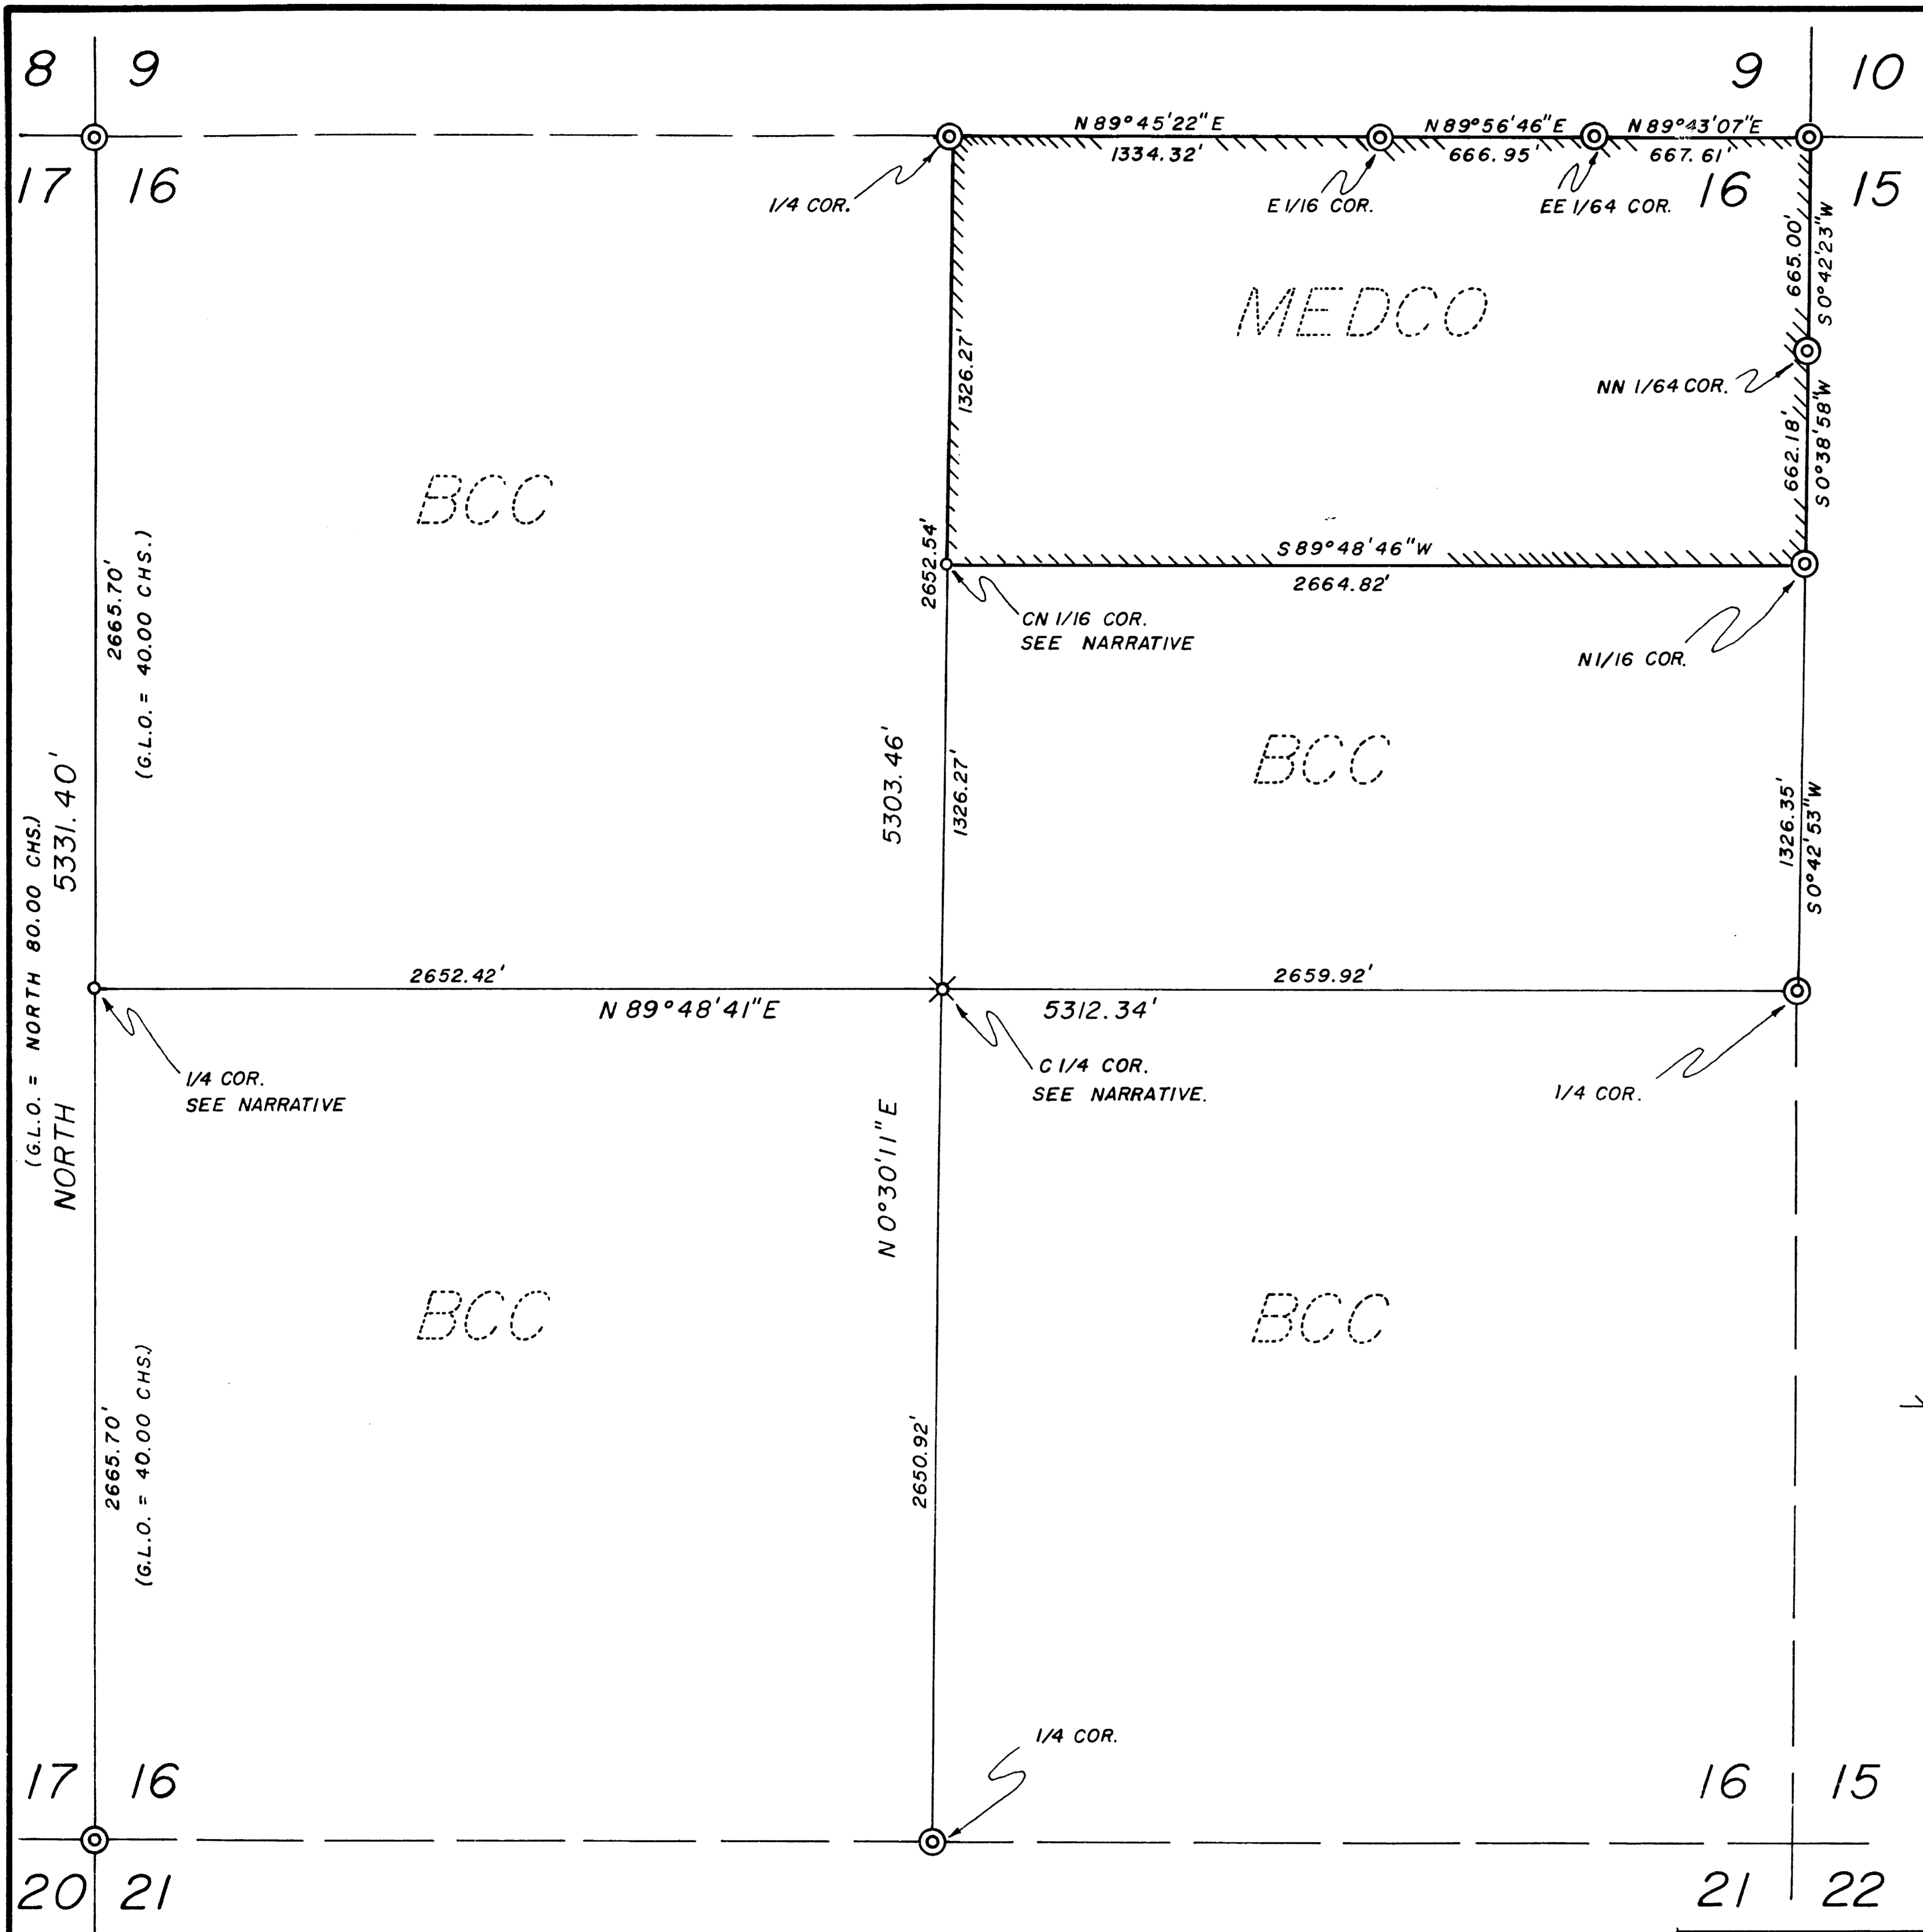 8 9
9 10
17 16
16 15
N 89°45'22"E
1334.32'
N 89°56'46"E
666.95'
N 89°43'07"E
667.61'
1/4 COR.
E 1/16 COR.
EE 1/64 COR.
665.00'
S 0°42'23"W
MEDCO
1326.27'
NN 1/64 COR.
662.18'
S 0°38'58"W
BCC
2665.70'
(G.L.O. = 40.00 CHS.)
2652.54'
S 89°48'46"W
2664.82'
CN 1/16 COR.
SEE NARRATIVE
N 1/16 COR.
BCC
5303.46'
1326.27'
1326.35'
S 0°42'53"W
(G.L.O. = NORTH 80.00 CHS.)
NORTH 5331.40'
2652.42'
N 89°48'41"E
2659.92'
5312.34'
1/4 COR.
SEE NARRATIVE
C 1/4 COR.
SEE NARRATIVE.
1/4 COR.
N 0°30'11"E
BCC
BCC
2665.70'
(G.L.O. = 40.00 CHS.)
2650.92'
1/4 COR.
17 16
16 15
20 21
21 22